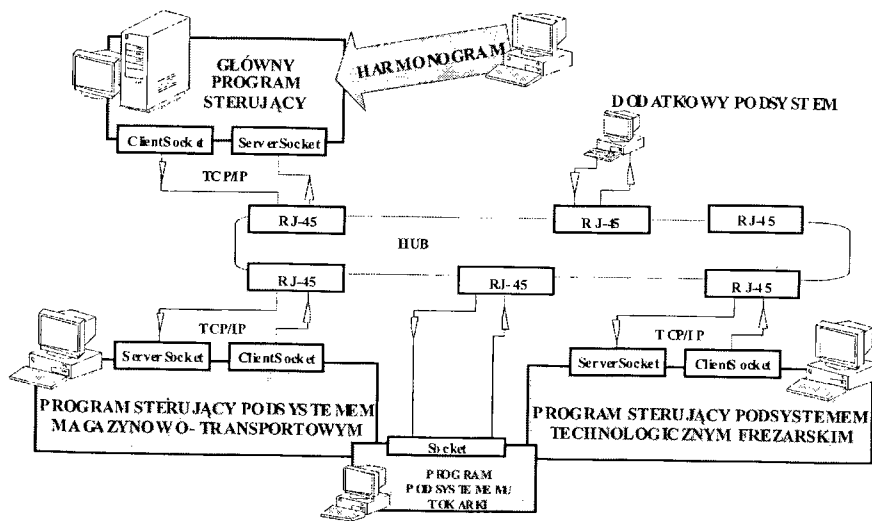 HARMONOGRAM
GŁÓWNY
PROGRAM
STERUJĄCY
DODATKOWY PODSYSTEM
ClientSocket
ServerSocket
TCP/IP
RJ-45
RJ-45
RJ-45
HUB
RJ-45
RJ-45
RJ-45
TCP/IP
TCP/IP
ServerSocket
ClientSocket
ServerSocket
ClientSocket
PROGRAM STERUJĄCY PODSYSTEMEM
MAGAZYNOWO-TRANSPORTOWYM
PROGRAM STERUJĄCY PODSYSTEMEM
TECHNOLOGICZNYM FREZARSKIM
Socket
PROGRAM
PODSYSTEMEMU
TOKARKI